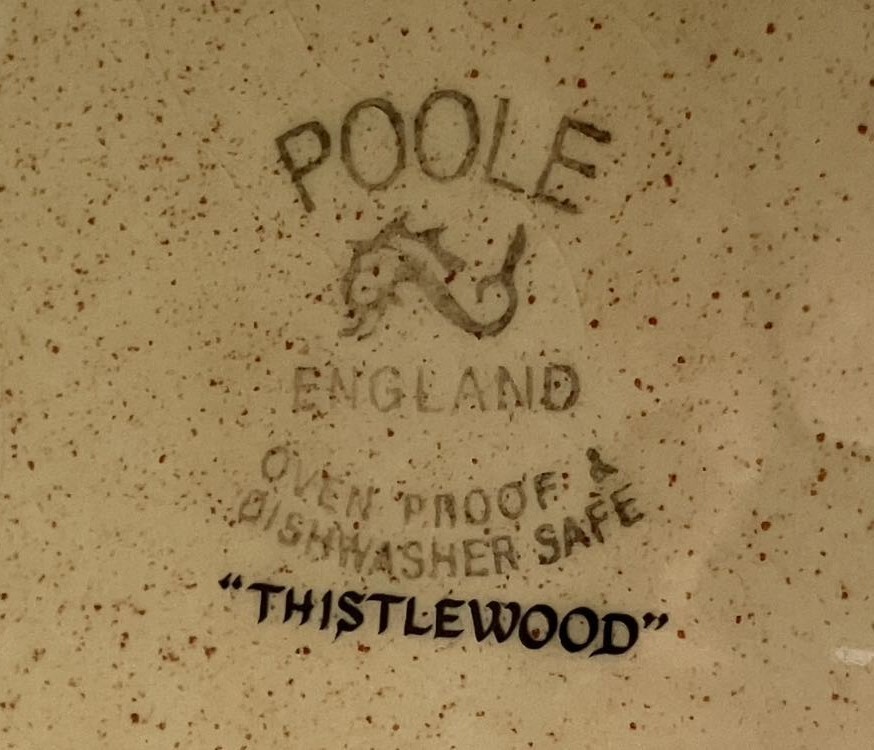 POOLE
ENGLAND
OVEN PROOF &
DISHWASHER SAFE
“THISTLEWOOD”